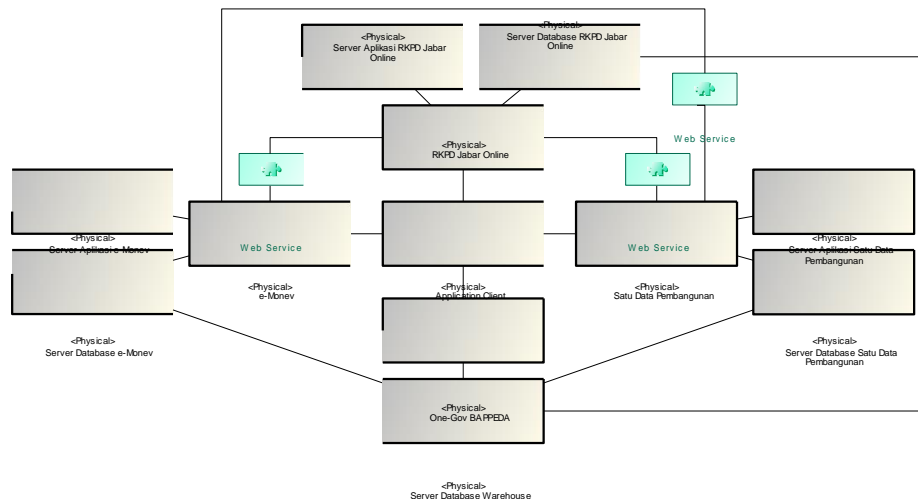 <Physical>
Server Aplikasi RKPD Jabar
Online
<Physical>
Server Database RKPD Jabar
Online
Web Service
<Physical>
RKPD Jabar Online
<Physical>
Server Aplikasi e-Monev
Web Service
Web Service
<Physical>
Server Aplikasi Satu Data
Pembangunan
<Physical>
e-Monev
<Physical>
Application Client
<Physical>
Satu Data Pembangunan
<Physical>
Server Database e-Monev
<Physical>
Server Database Satu Data
Pembangunan
<Physical>
One-Gov BAPPEDA
<Physical>
Server Database Warehouse